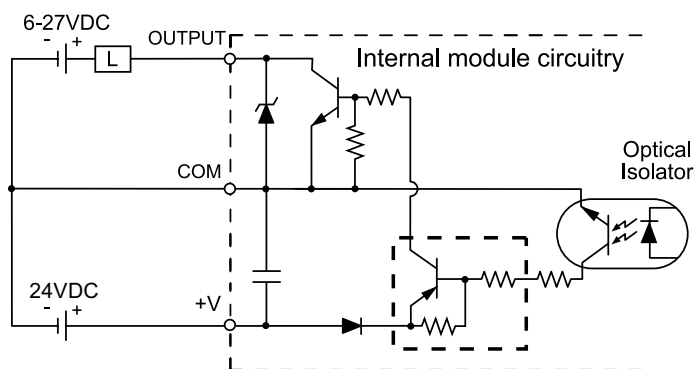 6-27VDC
- +
L
OUTPUT
Internal module circuitry
Optical
Isolator
COM
24VDC
- +
+V